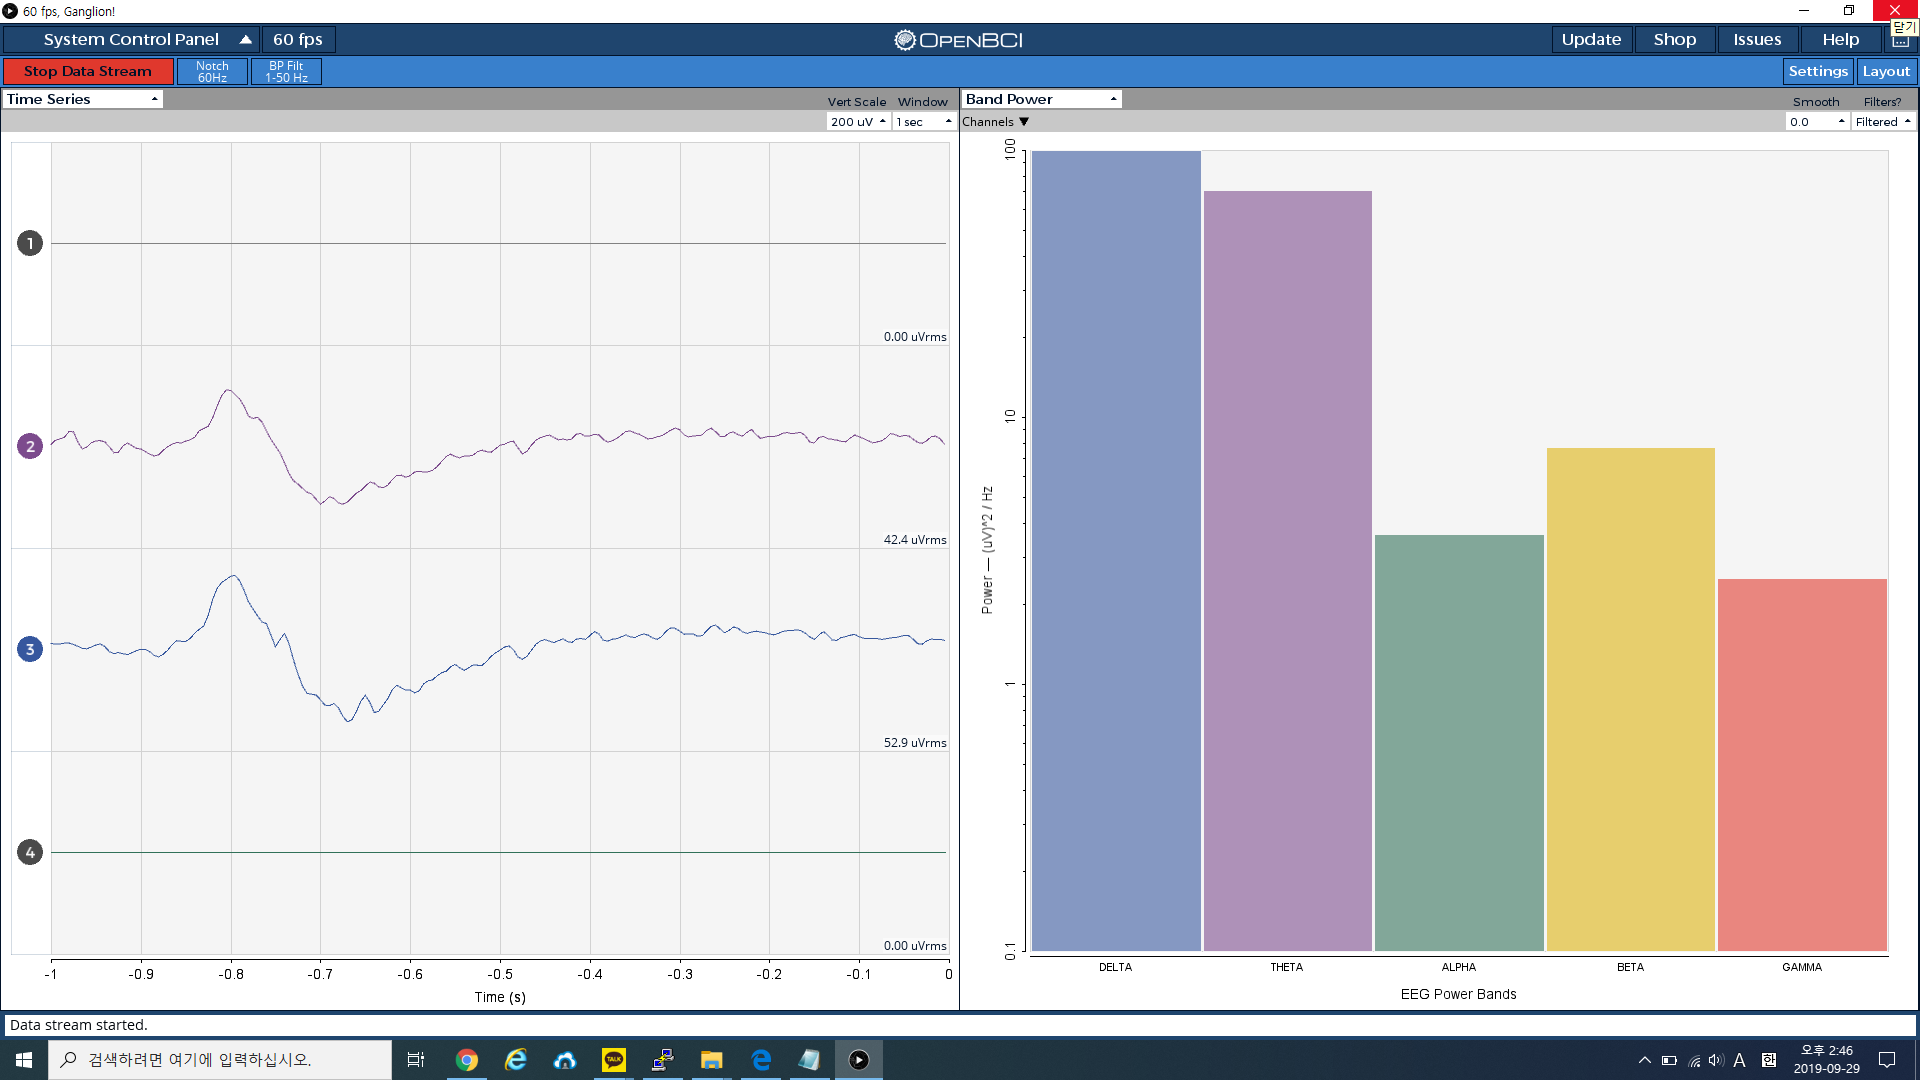 60 fps, Ganglion!
닫기
System Control Panel
60 fps
OpenBCI
Update
Shop
Issues
Help
Stop Data Stream
Notch
60Hz
BP Filt
1-50 Hz
Settings
Layout
Time Series
Vert Scale
Window
200 uV
1 sec
1
0.00 uVrms
2
42.4 uVrms
3
52.9 uVrms
4
0.00 uVrms
-1 -0.9 -0.8 -0.7 -0.6 -0.5 -0.4 -0.3 -0.2 -0.1 0
Time (s)
Band Power
Smooth
Filters?
Channels ▼
0.0
Filtered
100
10
1
0.1
Power — (uV)^2 / Hz
DELTA THETA ALPHA BETA GAMMA
EEG Power Bands
Data stream started.
검색하려면 여기에 입력하십시오.
TALK
A
한
오후 2:46
2019-09-29